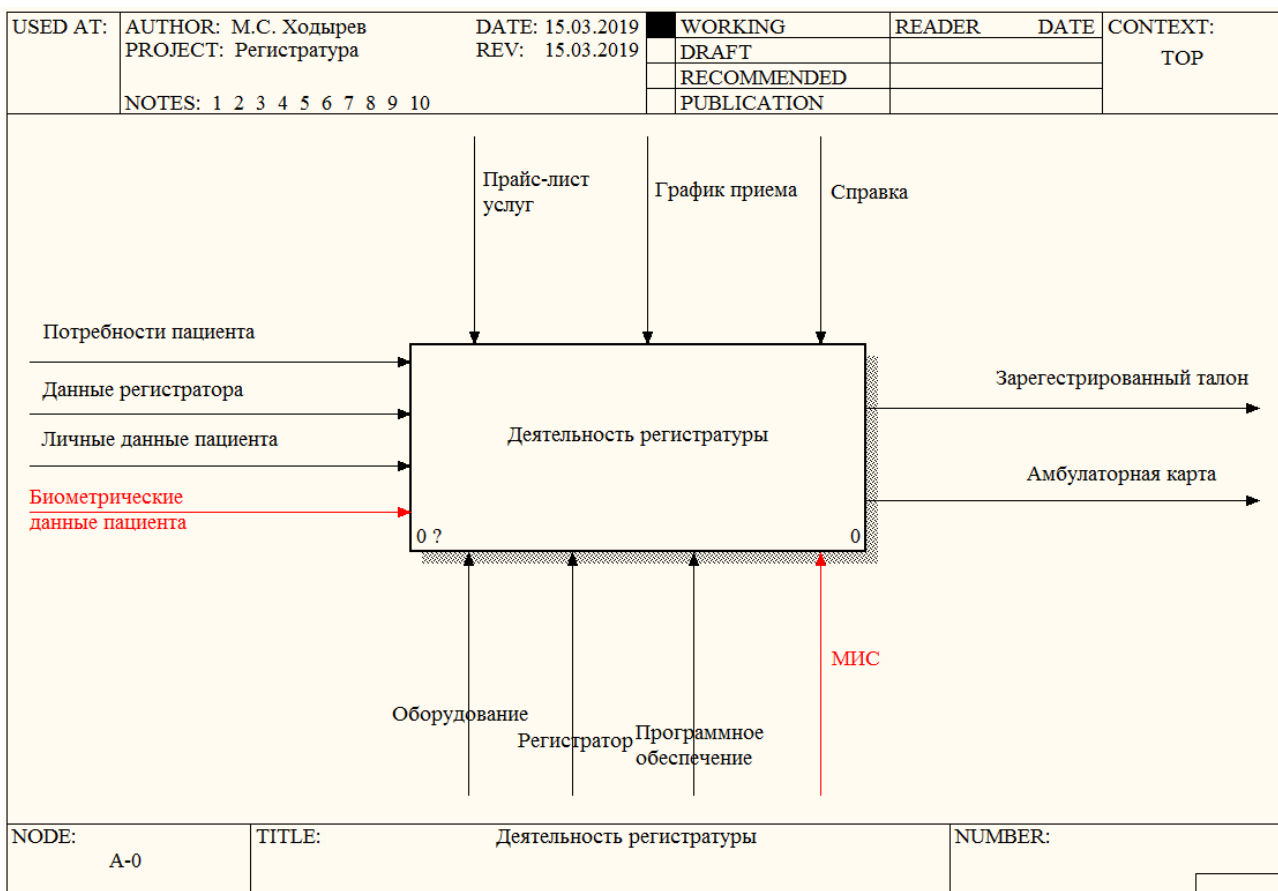 USED AT:
AUTHOR: М.С. Ходырев
DATE: 15.03.2019
PROJECT: Регистратура
REV: 15.03.2019
NOTES: 1 2 3 4 5 6 7 8 9 10
WORKING
DRAFT
RECOMMENDED
PUBLICATION
READER DATE
CONTEXT:
TOP
Прайс-лист
услуг
График приема
Справка
Потребности пациента
Данные регистратора
Личные данные пациента
Биометрические
данные пациента
Деятельность регистратуры
0 ?
0
Зарегестрированный талон
Амбулаторная карта
МИС
Оборудование
Регистратор
Программное
обеспечение
NODE:
A-0
TITLE:
Деятельность регистратуры
NUMBER: